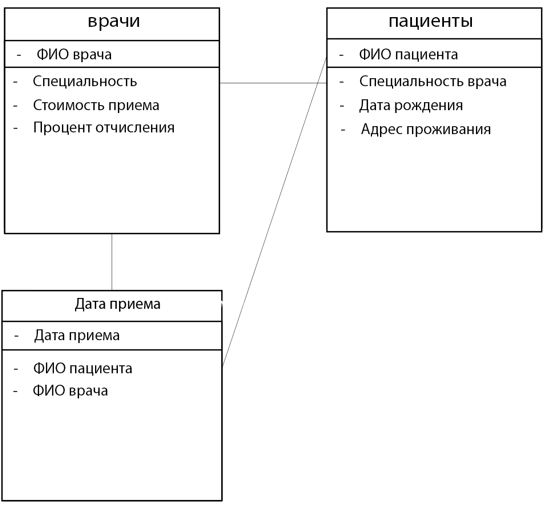 врачи
- ФИО врача
- Специальность
- Стоимость приема
- Процент отчисления
пациенты
- ФИО пациента
- Специальность врача
- Дата рождения
- Адрес проживания
Дата приема
- Дата приема
- ФИО пациента
- ФИО врача